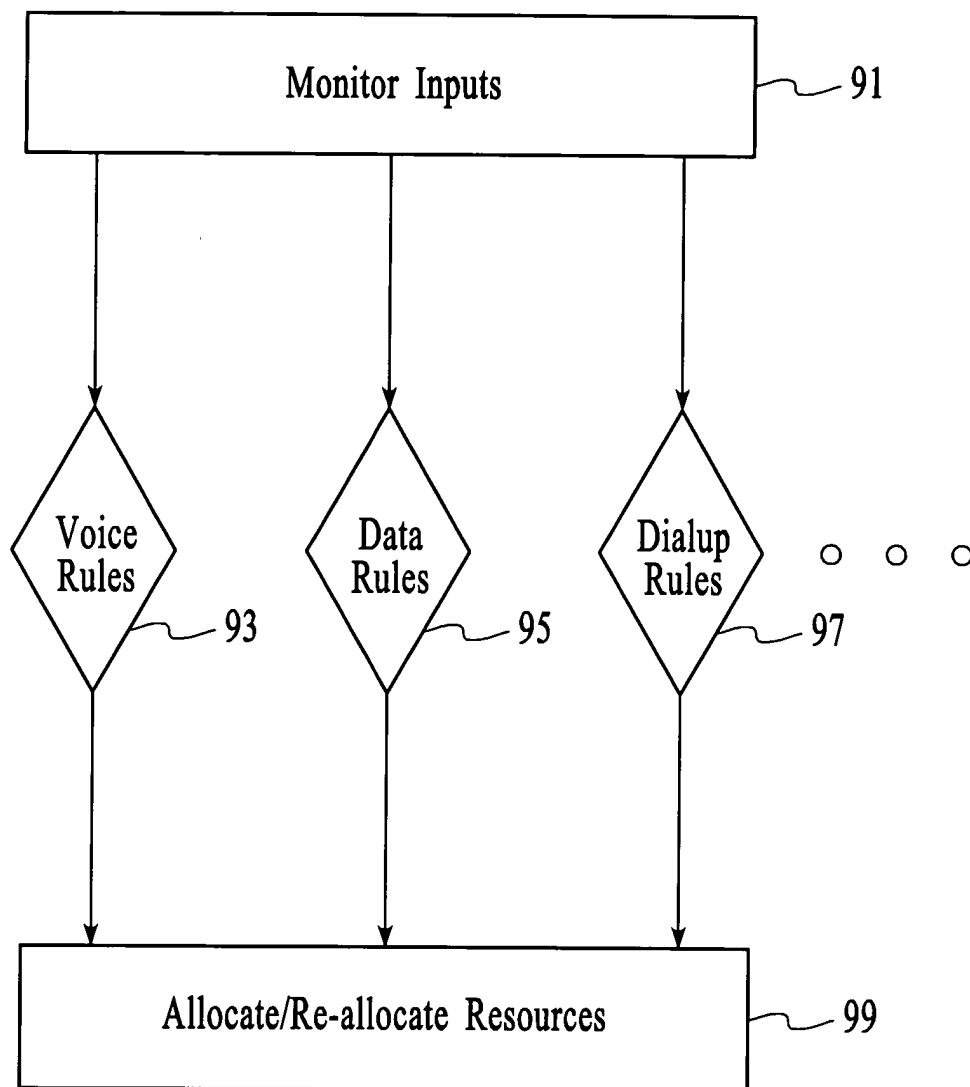 Monitor Inputs
91
Voice
Rules
93
Data
Rules
95
Dialup
Rules
97
Allocate/Re-allocate Resources
99